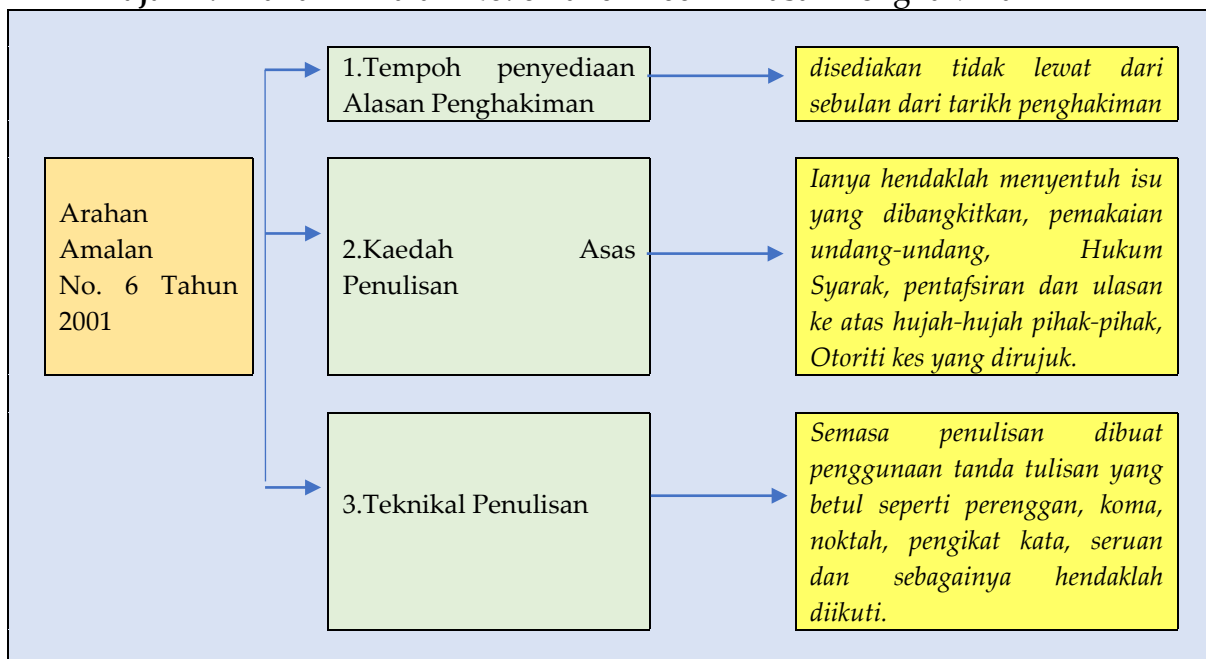 1.Tempoh penyediaan
Alasan Penghakiman
disediakan tidak lewat dari
sebulan dari tarikh penghakiman
Arahan
Amalan
No. 6 Tahun
2001
2.Kaedah Asas
Penulisan
Ianya hendaklah menyentuh isu
yang dibangkitkan, pemakaian
undang-undang, Hukum
Syarak, pentafsiran dan ulasan
ke atas hujah-hujah pihak-pihak,
Otoriti kes yang dirujuk.
3.Teknikal Penulisan
Semasa penulisan dibuat
penggunaan tanda tulisan yang
betul seperti perenggan, koma,
noktah, pengikat kata, seruan
dan sebagainya hendaklah
diikuti.